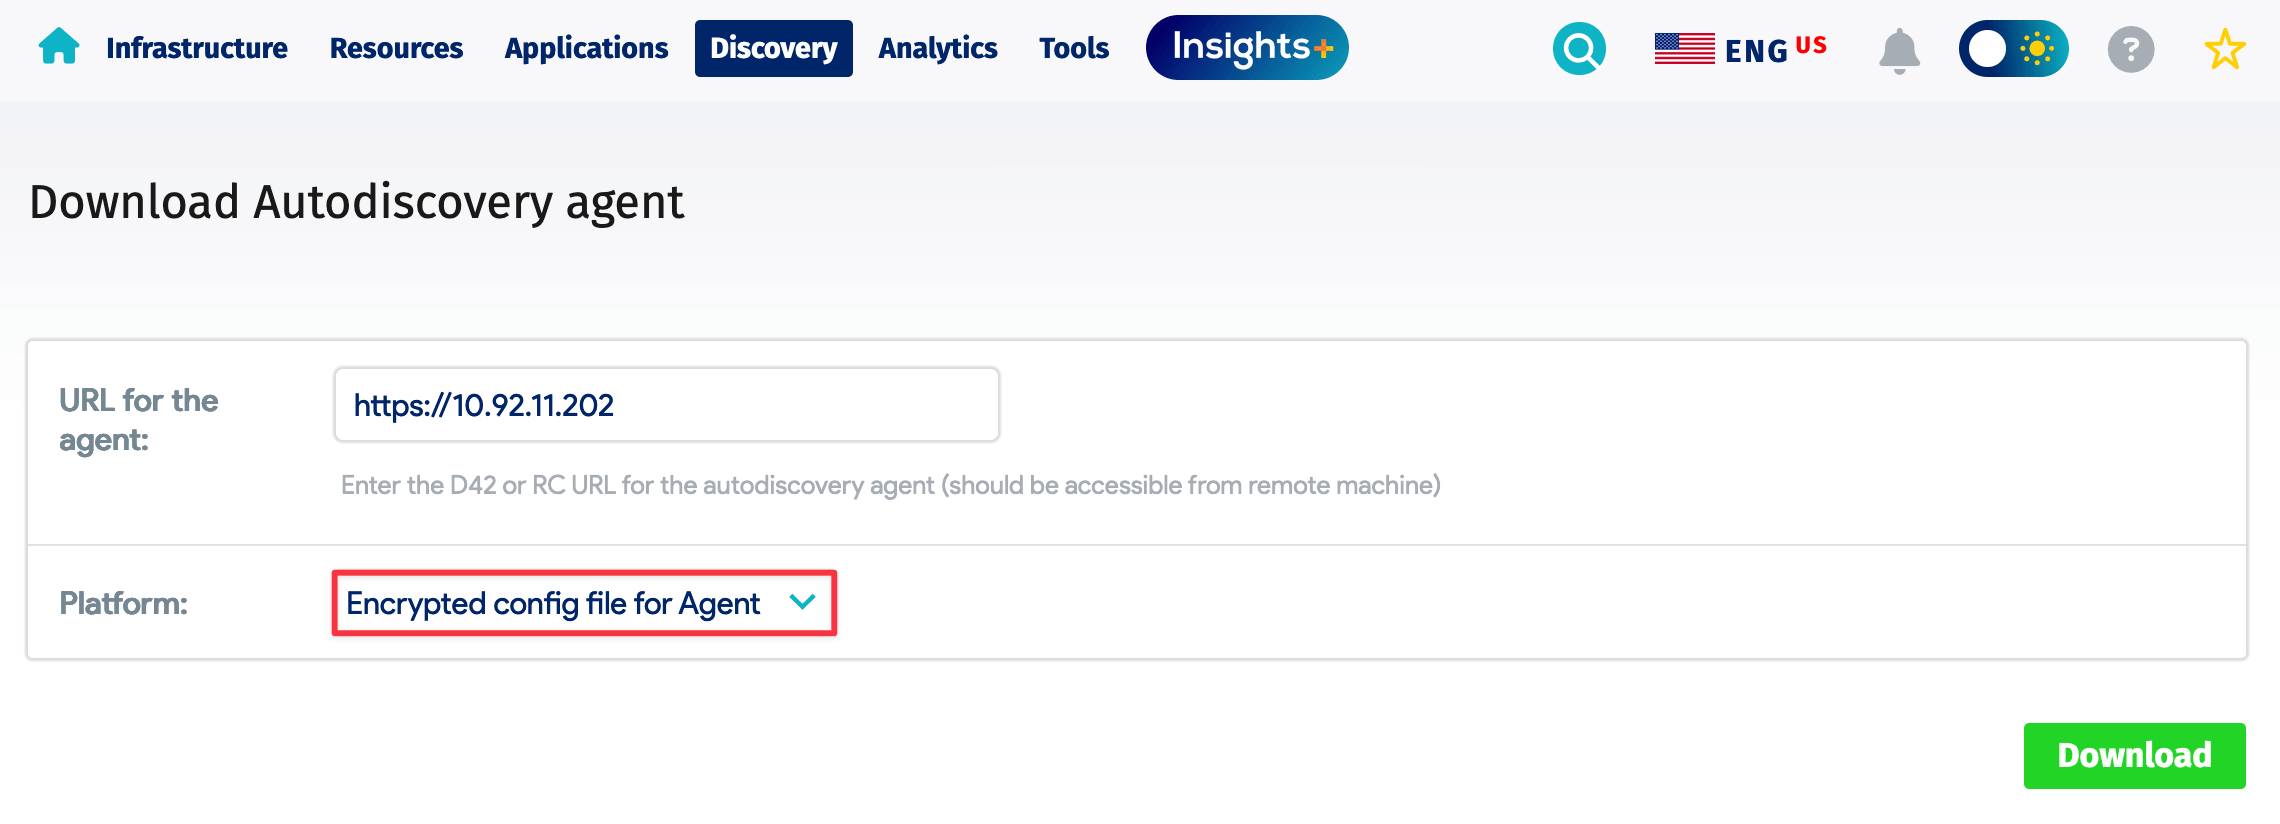 Infrastructure Resources Applications Discovery Analytics Tools Insights+ ENG US ?
Download Autodiscovery agent
URL for the
agent:
https://10.92.11.202
Enter the D42 or RC URL for the autodiscovery agent (should be accessible from remote machine)
Platform: Encrypted config file for Agent
Download